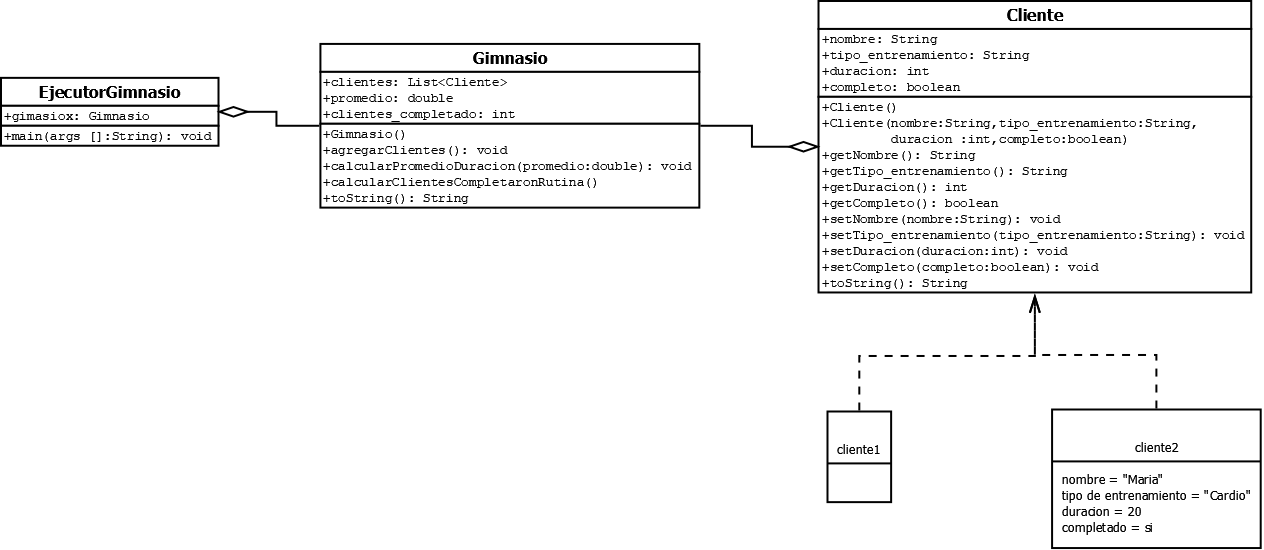 EjecutorGimnasio
+gimasiox: Gimnasio
+main(args []:String): void
Gimnasio
+clientes: List<Cliente>
+promedio: double
+clientes_completado: int
+Gimnasio()
+agregarClientes(): void
+calcularPromedioDuracion(promedio:double): void
+calcularClientesCompletaronRutina()
+toString(): String
Cliente
+nombre: String
+tipo_entrenamiento: String
+duracion: int
+completo: boolean
+Cliente()
+Cliente(nombre:String,tipo_entrenamiento:String,
duracion :int,completo:boolean)
+getNombre(): String
+getTipo_entrenamiento(): String
+getDuracion(): int
+getCompleto(): boolean
+setNombre(nombre:String): void
+setTipo_entrenamiento(tipo_entrenamiento:String): void
+setDuracion(duracion:int): void
+setCompleto(completo:boolean): void
+toString(): String
cliente1
cliente2
nombre = "Maria"
tipo de entrenamiento = "Cardio"
duracion = 20
completado = si